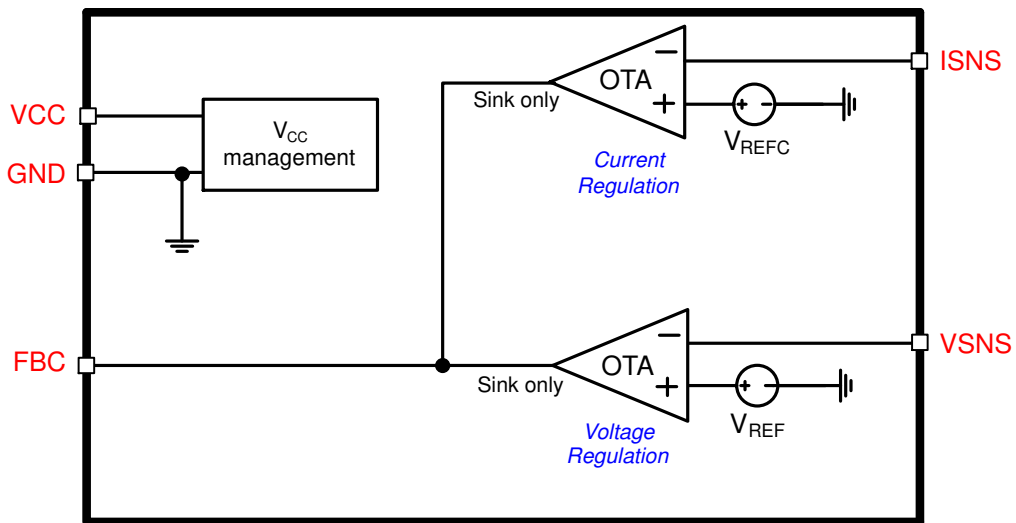 ISNS
OTA
Sink only
VCC
VCC
management
VREFC
GND
Current
Regulation
FBC
VSNS
OTA
Sink only
VREF
Voltage
Regulation